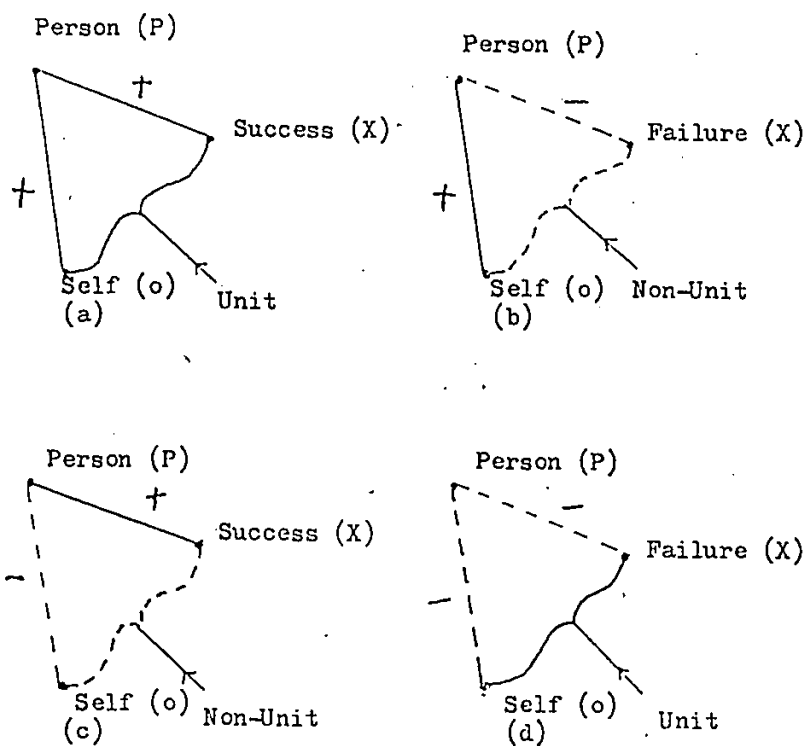 Person (P)
+
Success (X)
+
Self (o)
(a)
Unit
Person (P)
—
Failure (X)
+
Self (o)
(b)
Non-Unit
Person (P)
+
Success (X)
-
Self (o)
(c)
Non-Unit
Person (P)
—
Failure (X)
—
Self (o)
(d)
Unit